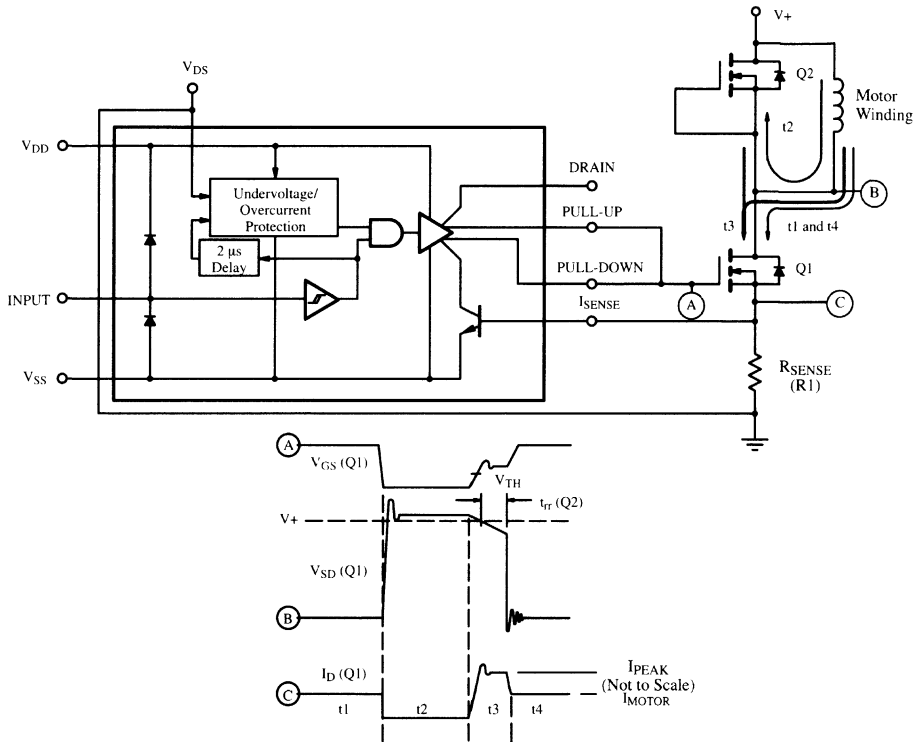 V+
Q2
VDS
Motor
Winding
t2
VDD
DRAIN
Undervoltage/
Overcurrent
Protection
B
PULL-UP
t3
t1 and t4
2 µs
Delay
PULL-DOWN
Q1
INPUT
A
C
ISENSE
VSS
RSENSE
(R1)
A
VGS (Q1)
VTH
trr (Q2)
V+
VSD (Q1)
B
ID (Q1)
IPEAK
(Not to Scale)
C
IMOTOR
t1
t2
t3
t4